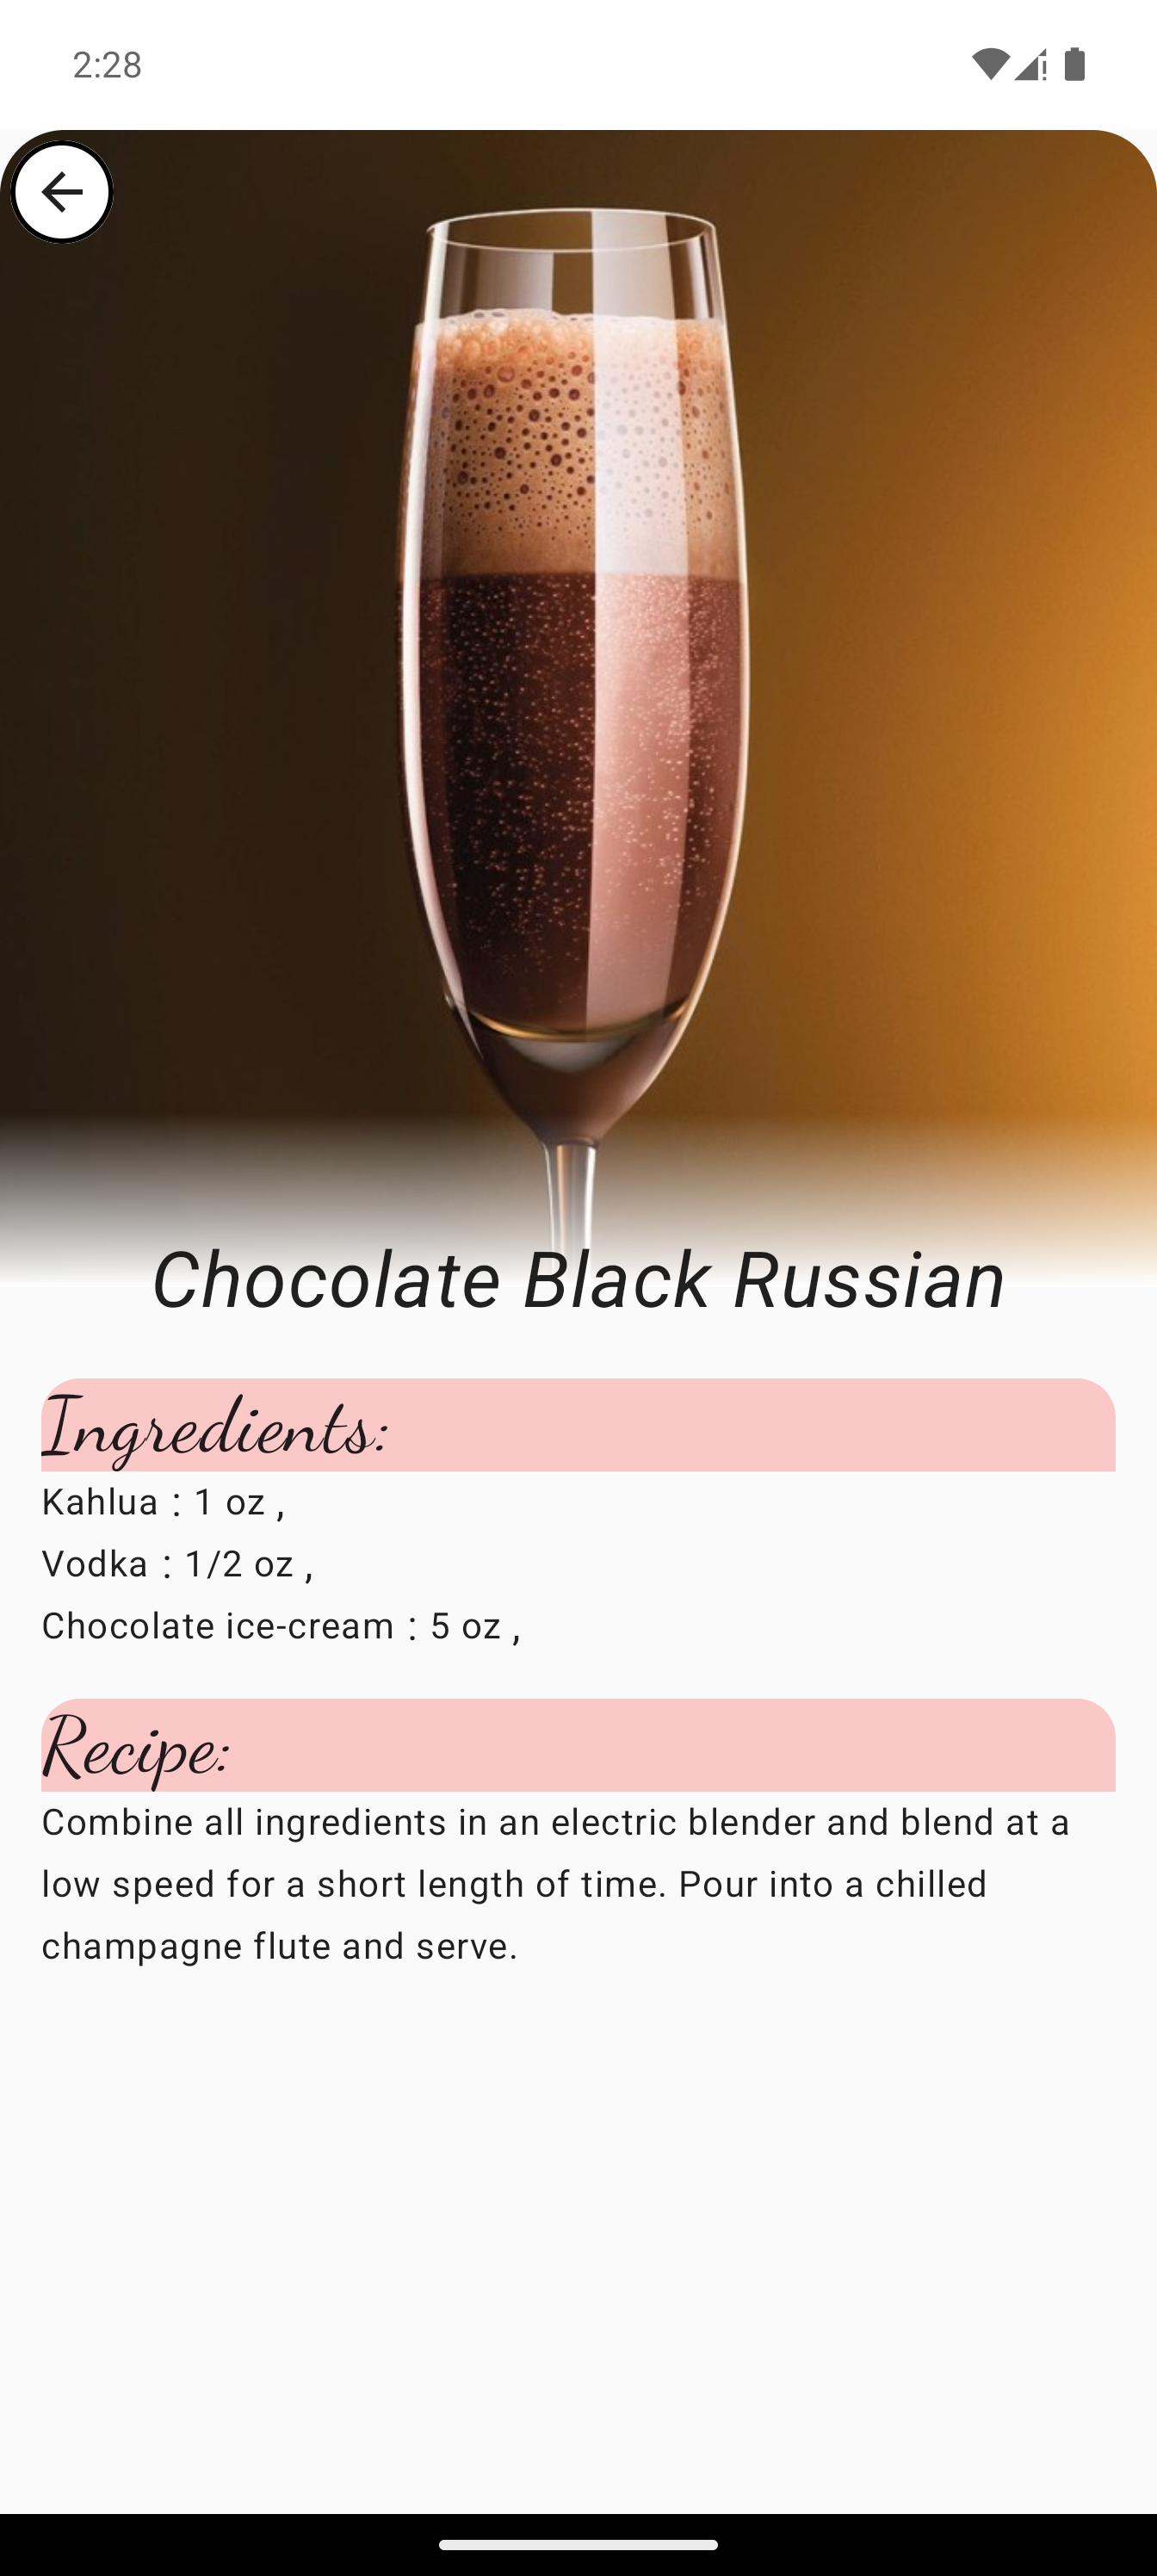 2:28
Chocolate Black Russian
Ingredients:
Kahlua : 1 oz ,
Vodka : 1/2 oz ,
Chocolate ice-cream : 5 oz ,
Recipe:
Combine all ingredients in an electric blender and blend at a
low speed for a short length of time. Pour into a chilled
champagne flute and serve.